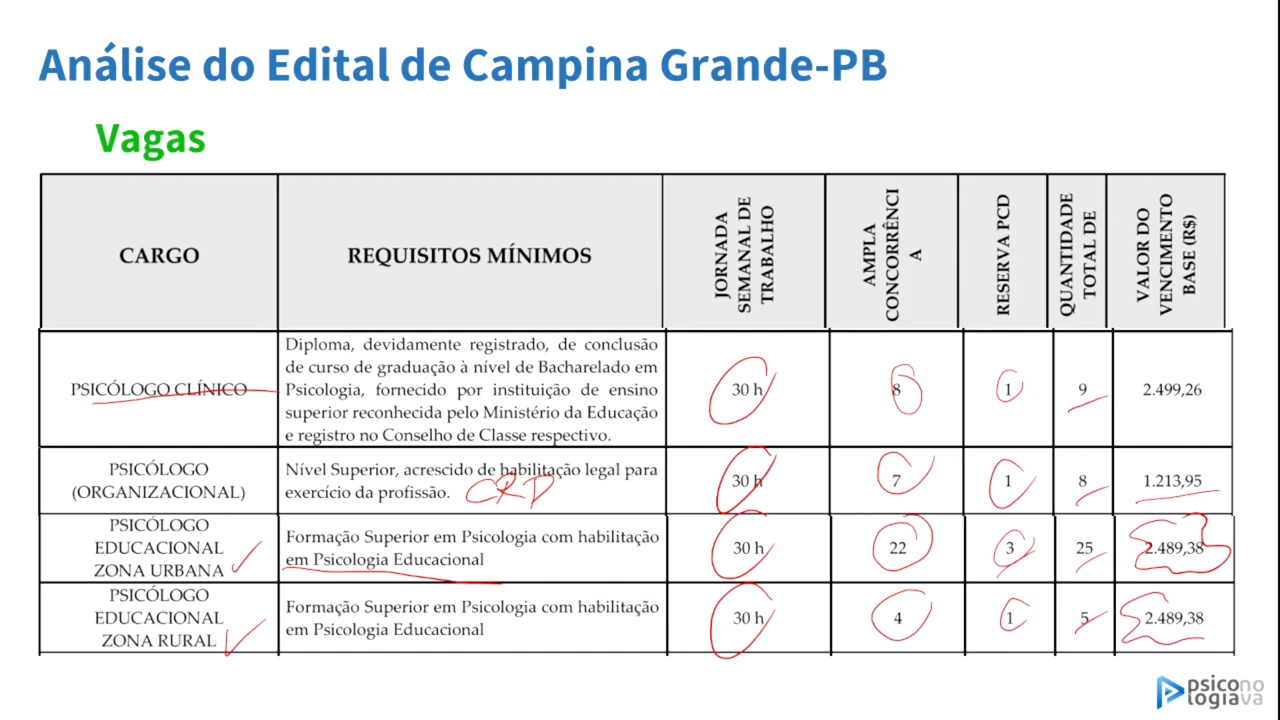 Análise do Edital de Campina Grande-PB
Vagas
CARGO
REQUISITOS MÍNIMOS
JORNADA
SEMANAL DE
TRABALHO
AMPLA
CONCORRÊNCI
A
RESERVA PCD
QUANTIDADE
TOTAL DE
VALOR DO
VENCIMENTO
BASE (R$)
PSICÓLOGO CLÍNICO
Diploma, devidamente registrado, de conclusão
de curso de graduação à nível de Bacharelado em
Psicologia, fornecido por instituição de ensino
superior reconhecida pelo Ministério da Educação
e registro no Conselho de Classe respectivo.
30 h
8
1
9
2.499,26
PSICÓLOGO
(ORGANIZACIONAL)
Nível Superior, acrescido de habilitação legal para
exercício da profissão.
CRP
30 h
7
1
8
1.213,95
PSICÓLOGO
EDUCACIONAL
ZONA URBANA
Formação Superior em Psicologia com habilitação
em Psicologia Educacional
30 h
22
3
25
2.489,38
PSICÓLOGO
EDUCACIONAL
ZONA RURAL
Formação Superior em Psicologia com habilitação
em Psicologia Educacional
30 h
4
1
5
2.489,38
psicono
logiava